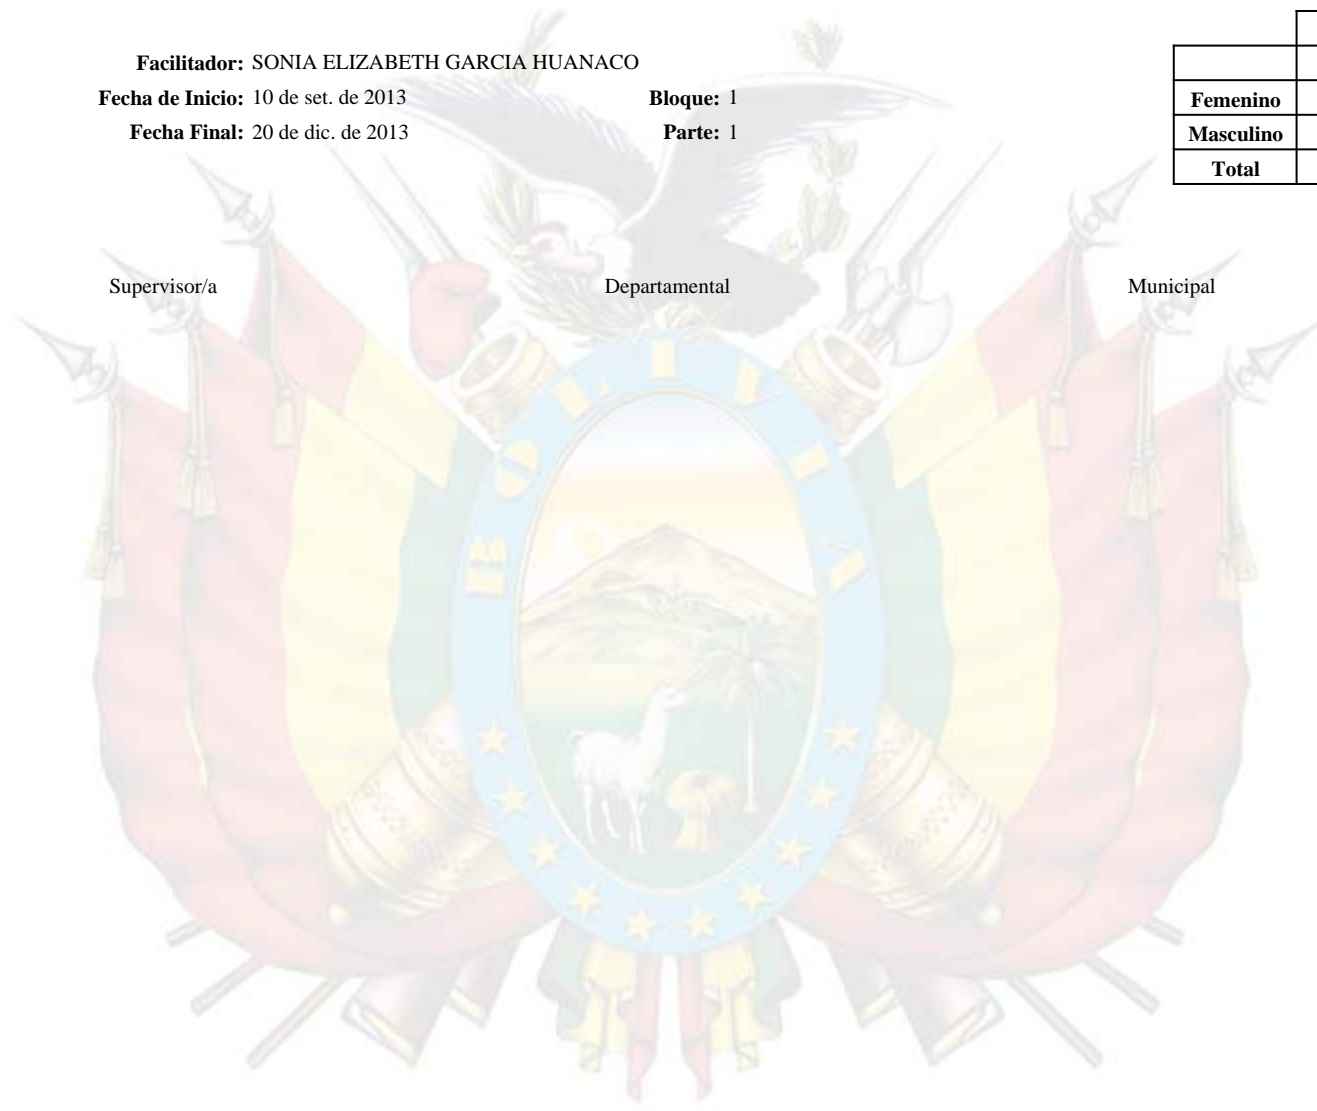 Facilitador: SONIA ELIZABETH GARCIA HUANACO
Fecha de Inicio: 10 de set. de 2013 Bloque: 1
Fecha Final: 20 de dic. de 2013 Parte: 1
Femenino
Masculino
Total
Supervisor/a Departamental Municipal
BOLIVIA